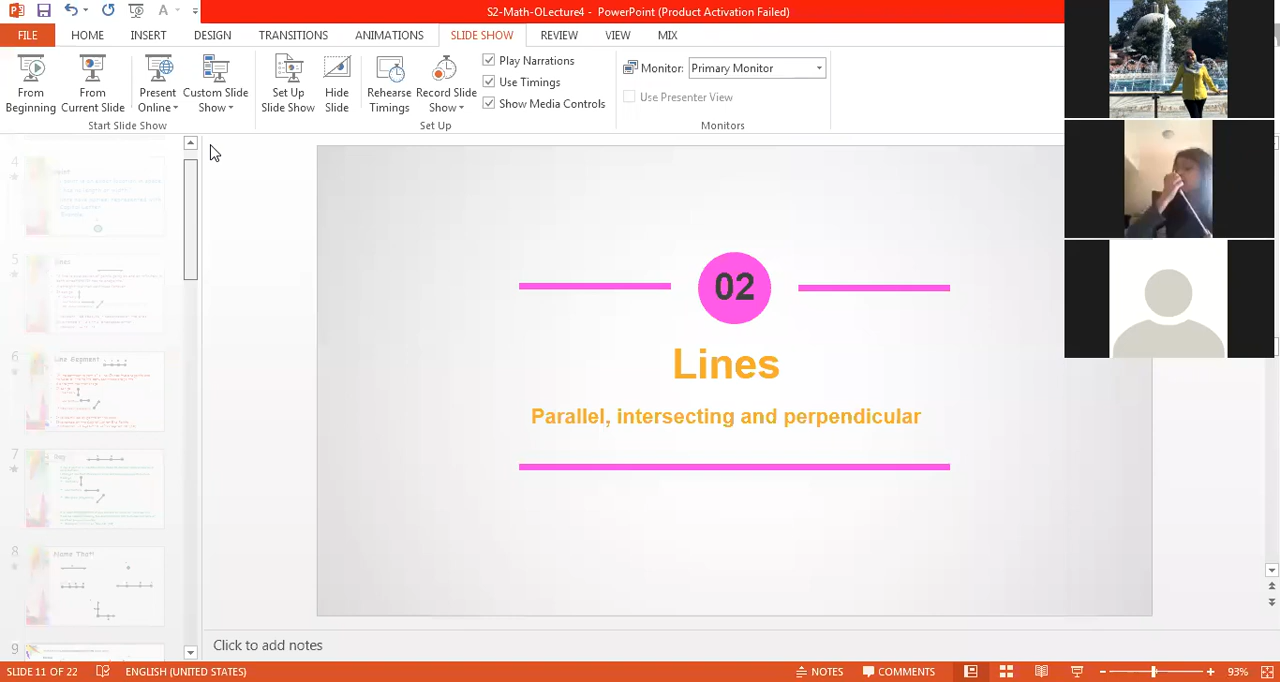 S2-Math-OLecture4 - PowerPoint (Product Activation Failed)
FILE HOME INSERT DESIGN TRANSITIONS ANIMATIONS SLIDE SHOW REVIEW VIEW MIX
From Beginning
From Current Slide
Present Online
Custom Slide Show
Start Slide Show
Set Up Slide Show
Hide Slide
Rehearse Timings
Record Slide Show
Play Narrations
Use Timings
Show Media Controls
Set Up
Monitor: Primary Monitor
Use Presenter View
Monitors
4
5
6
Line Segment
7
Ray
8
Name Them
9
02
Lines
Parallel, intersecting and perpendicular
Click to add notes
SLIDE 11 OF 22 ENGLISH (UNITED STATES) NOTES COMMENTS 93%